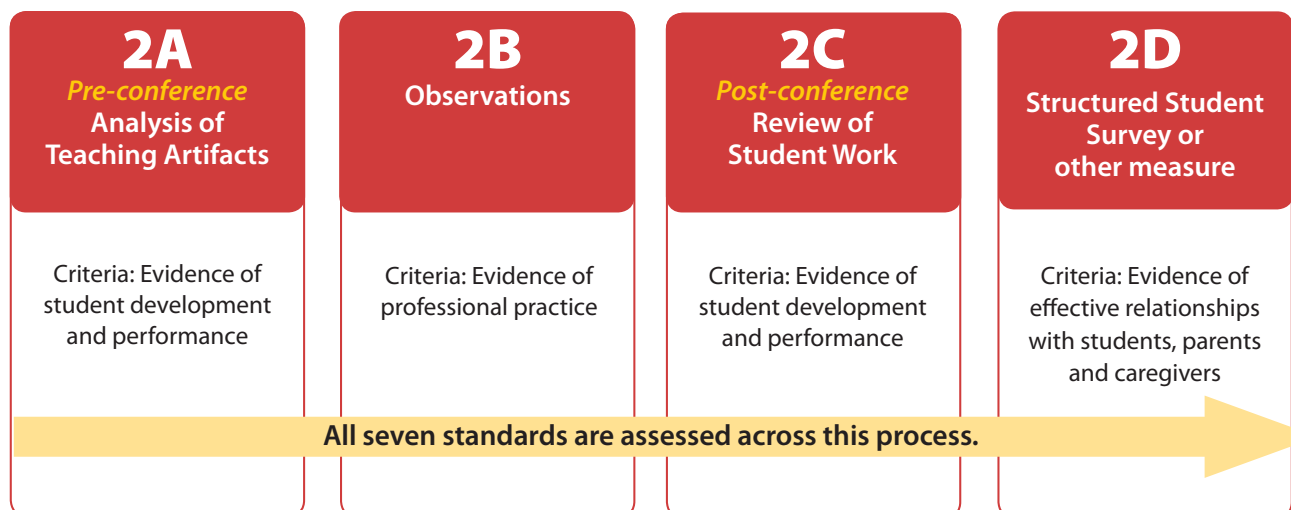 2A
Pre-conference
Analysis of
Teaching Artifacts
Criteria: Evidence of
student development
and performance
2B
Observations
Criteria: Evidence of
professional practice
2C
Post-conference
Review of
Student Work
Criteria: Evidence of
student development
and performance
2D
Structured Student
Survey or
other measure
Criteria: Evidence of
effective relationships
with students, parents
and caregivers
All seven standards are assessed across this process.